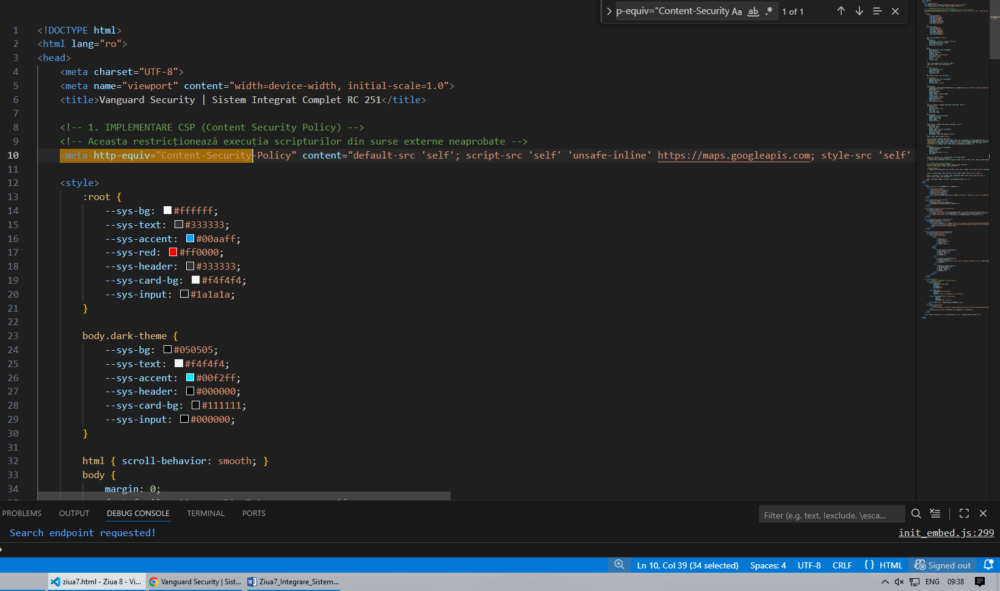 p-equiv="Content-Security Aa ab .* 1 of 1
1 <!DOCTYPE html>
2 <html lang="ro">
3 <head>
4 <meta charset="UTF-8">
5 <meta name="viewport" content="width=device-width, initial-scale=1.0">
6 <title>Vanguard Security | Sistem Integrat Complet RC 251</title>
7
8 <!-- 1. IMPLEMENTARE CSP (Content Security Policy) -->
9 <!-- Aceasta restricționează execuția scripturilor din surse externe neaprobate -->
10 <meta http-equiv="Content-Security-Policy" content="default-src 'self'; script-src 'self' 'unsafe-inline' https://maps.googleapis.com; style-src 'self'
11
12 <style>
13 :root {
14 --sys-bg: #ffffff;
15 --sys-text: #333333;
16 --sys-accent: #00aaff;
17 --sys-red: #ff0000;
18 --sys-header: #333333;
19 --sys-card-bg: #f4f4f4;
20 --sys-input: #1a1a1a;
21 }
22
23 body.dark-theme {
24 --sys-bg: #050505;
25 --sys-text: #f4f4f4;
26 --sys-accent: #00f2ff;
27 --sys-header: #000000;
28 --sys-card-bg: #111111;
29 --sys-input: #000000;
30 }
31
32 html { scroll-behavior: smooth; }
33 body {
34 margin: 0;
PROBLEMS OUTPUT DEBUG CONSOLE TERMINAL PORTS Filter (e.g. text, !exclude, \esca...
Search endpoint requested! init_embed.js:299
Ln 10, Col 39 (34 selected) Spaces: 4 UTF-8 CRLF { } HTML Signed out
ziua7.html - Ziua 8 - Vi... Vanguard Security | Sist... Ziua7_Integrare_Sistem... ENG 09:38